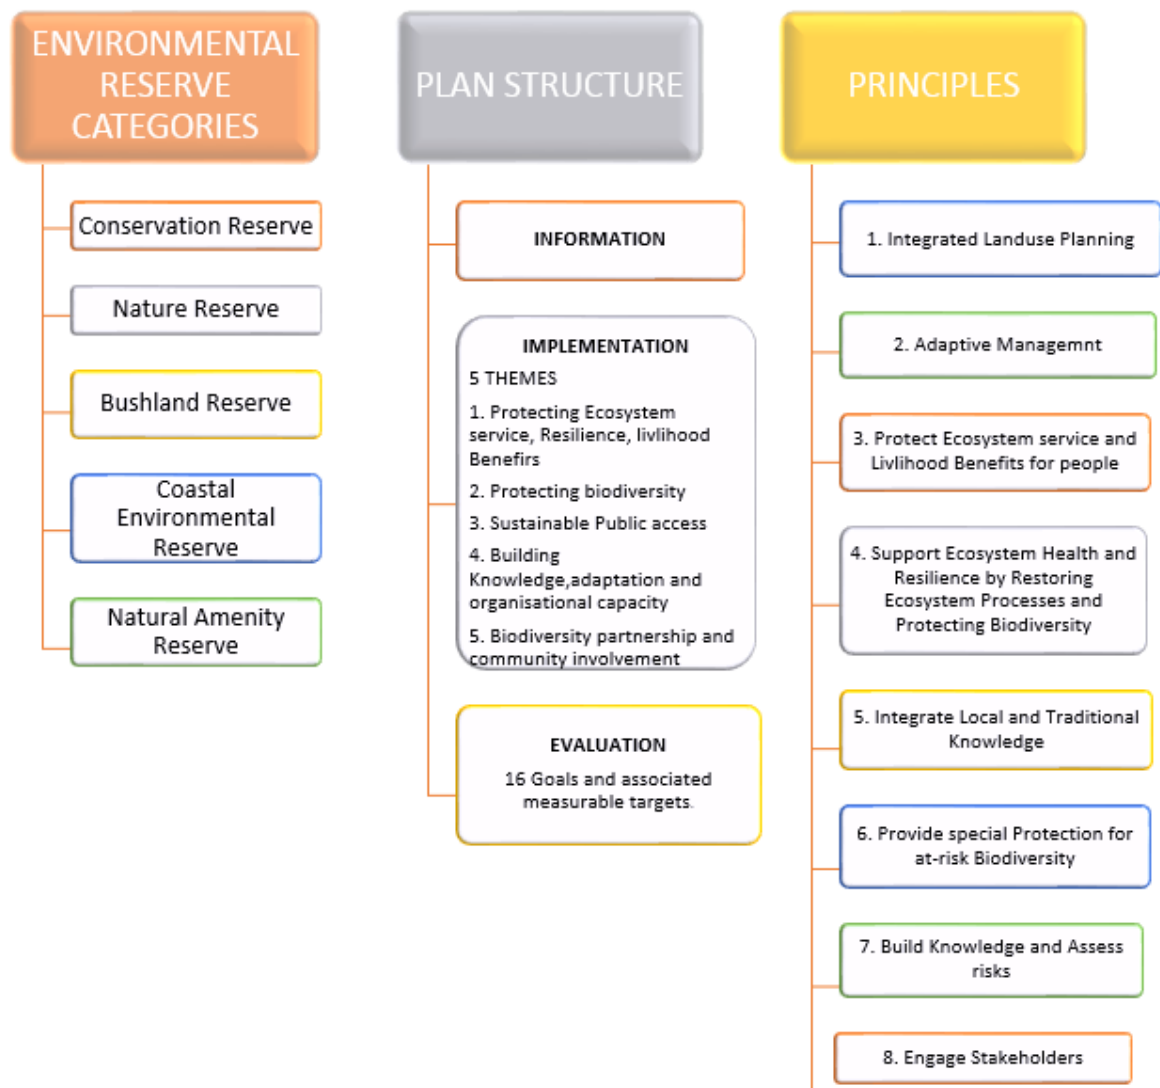 ENVIRONMENTAL
RESERVE
CATEGORIES
Conservation Reserve
Nature Reserve
Bushland Reserve
Coastal
Environmental
Reserve
Natural Amenity
Reserve
PLAN STRUCTURE
INFORMATION
IMPLEMENTATION
5 THEMES
1. Protecting Ecosystem
service, Resilience, livlihood
Benefirs
2. Protecting biodiversity
3. Sustainable Public access
4. Building
Knowledge,adaptation and
organisational capacity
5. Biodiversity partnership and
community involvement
EVALUATION
16 Goals and associated
measurable targets.
PRINCIPLES
1. Integrated Landuse Planning
2. Adaptive Managemnt
3. Protect Ecosystem service and
Livlihood Benefits for people
4. Support Ecosystem Health and
Resilience by Restoring
Ecosystem Processes and
Protecting Biodiversity
5. Integrate Local and Traditional
Knowledge
6. Provide special Protection for
at-risk Biodiversity
7. Build Knowledge and Assess
risks
8. Engage Stakeholders